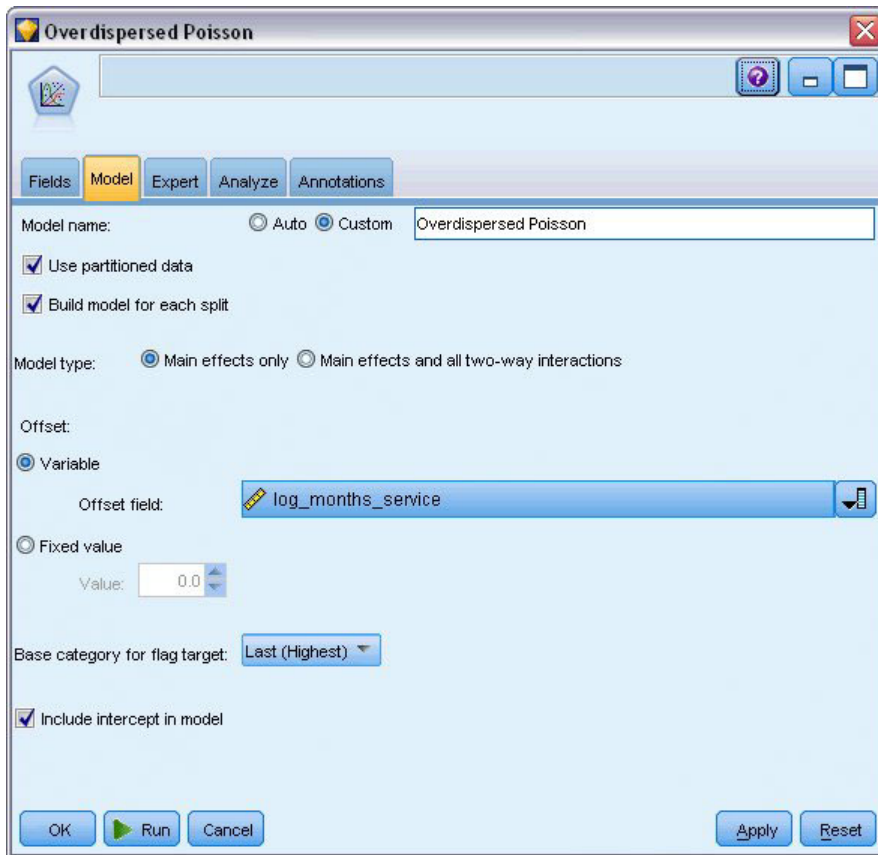 Overdispersed Poisson
Fields Model Expert Analyze Annotations
Model name: Auto Custom Overdispersed Poisson
Use partitioned data
Build model for each split
Model type: Main effects only Main effects and all two-way interactions
Offset:
Variable
Offset field: log_months_service
Fixed value
Value: 0.0
Base category for flag target: Last (Highest)
Include intercept in model
OK Run Cancel Apply Reset